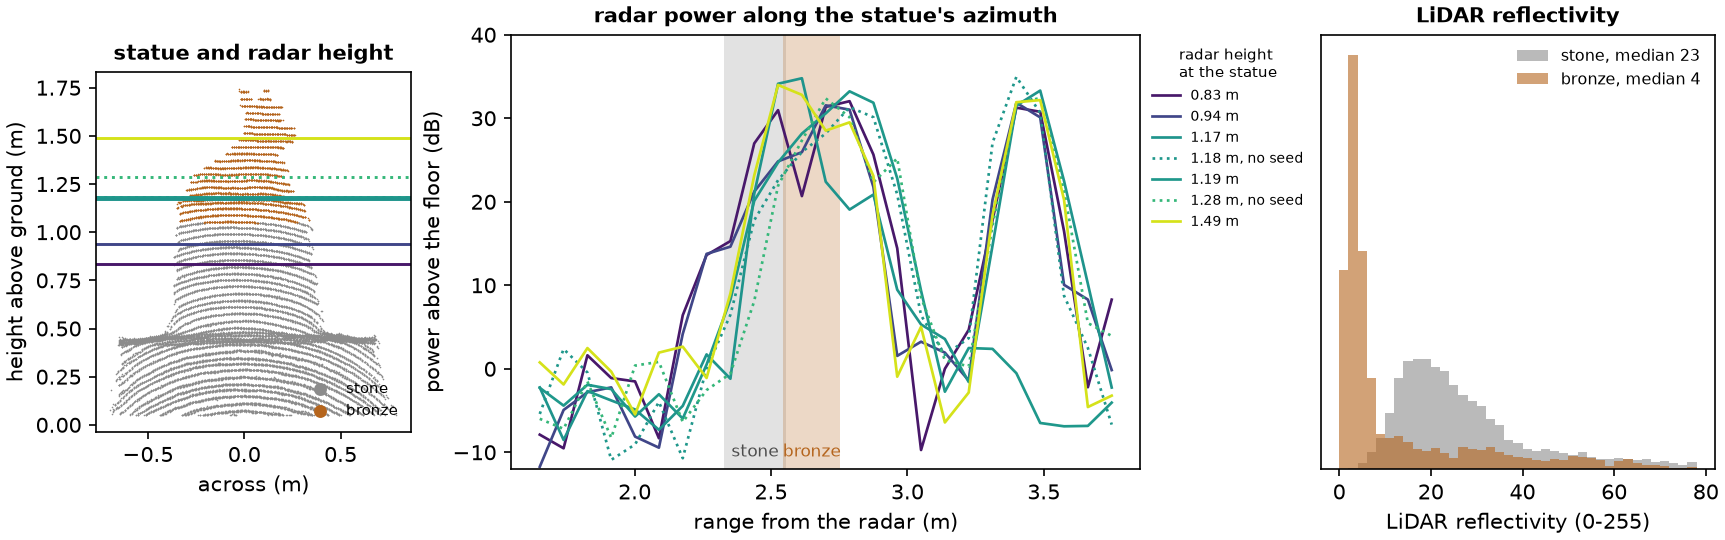 statue and radar height
height above ground (m)
1.75
1.50
1.25
1.00
0.75
0.50
0.25
0.00
stone
bronze
−0.5
0.0
0.5
across (m)
radar power along the statue's azimuth
power above the floor (dB)
40
30
20
10
0
−10
stone
bronze
2.0
2.5
3.0
3.5
range from the radar (m)
radar height
at the statue
0.83 m
0.94 m
1.17 m
1.18 m, no seed
1.19 m
1.28 m, no seed
1.49 m
LiDAR reflectivity
stone, median 23
bronze, median 4
0
20
40
60
80
LiDAR reflectivity (0-255)